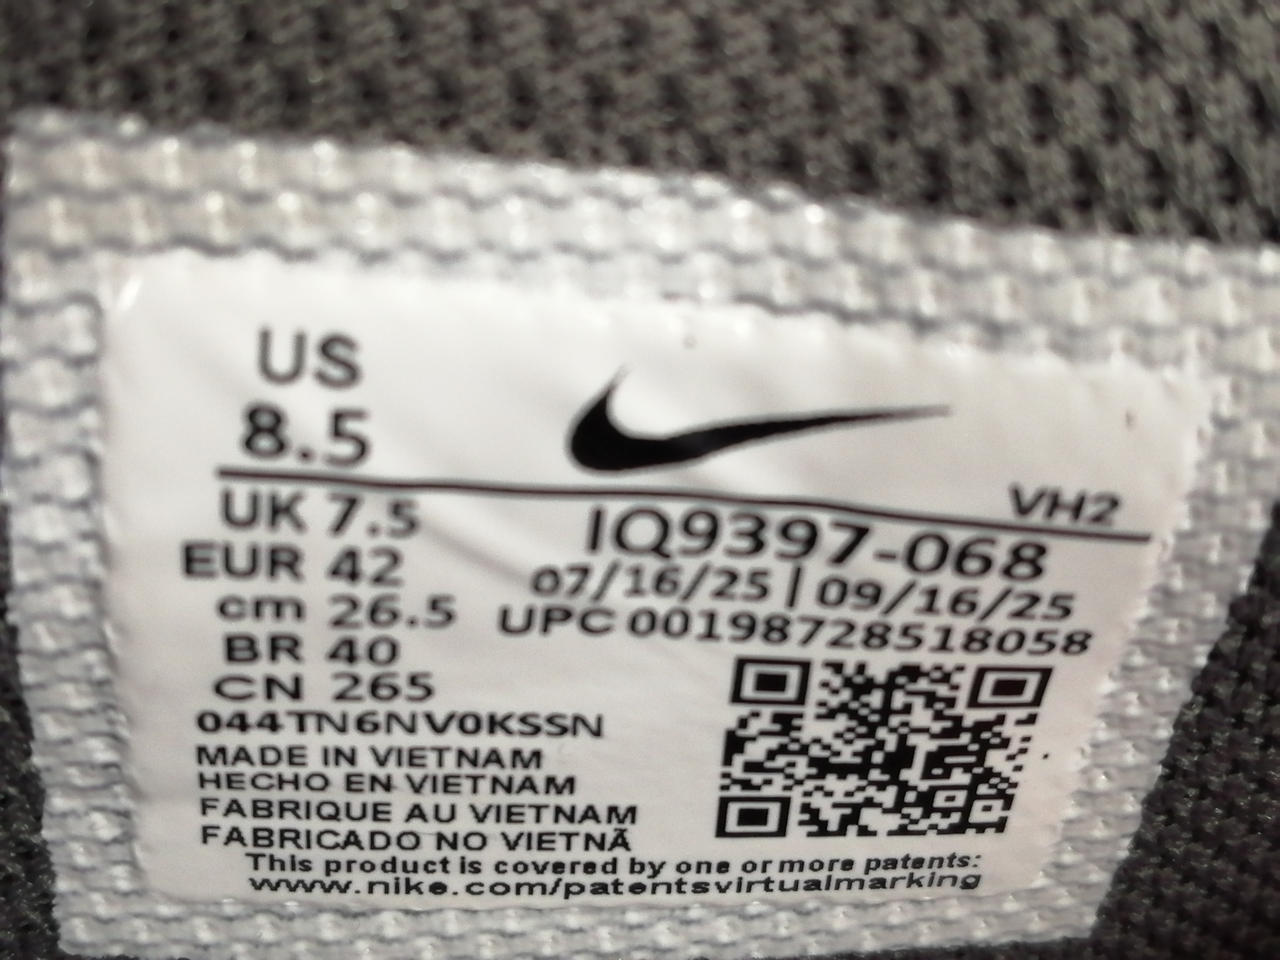 US
8.5
VH2
UK 7.5
EUR 42
cm 26.5
BR 40
CN 265
IQ9397-068
07/16/25 | 09/16/25
UPC 00198728518058
044TN6NV0KSSN
MADE IN VIETNAM
HECHO EN VIETNAM
FABRIQUE AU VIETNAM
FABRICADO NO VIETNÃ
This product is covered by one or more patents:
www.nike.com/patentsvirtualmarking